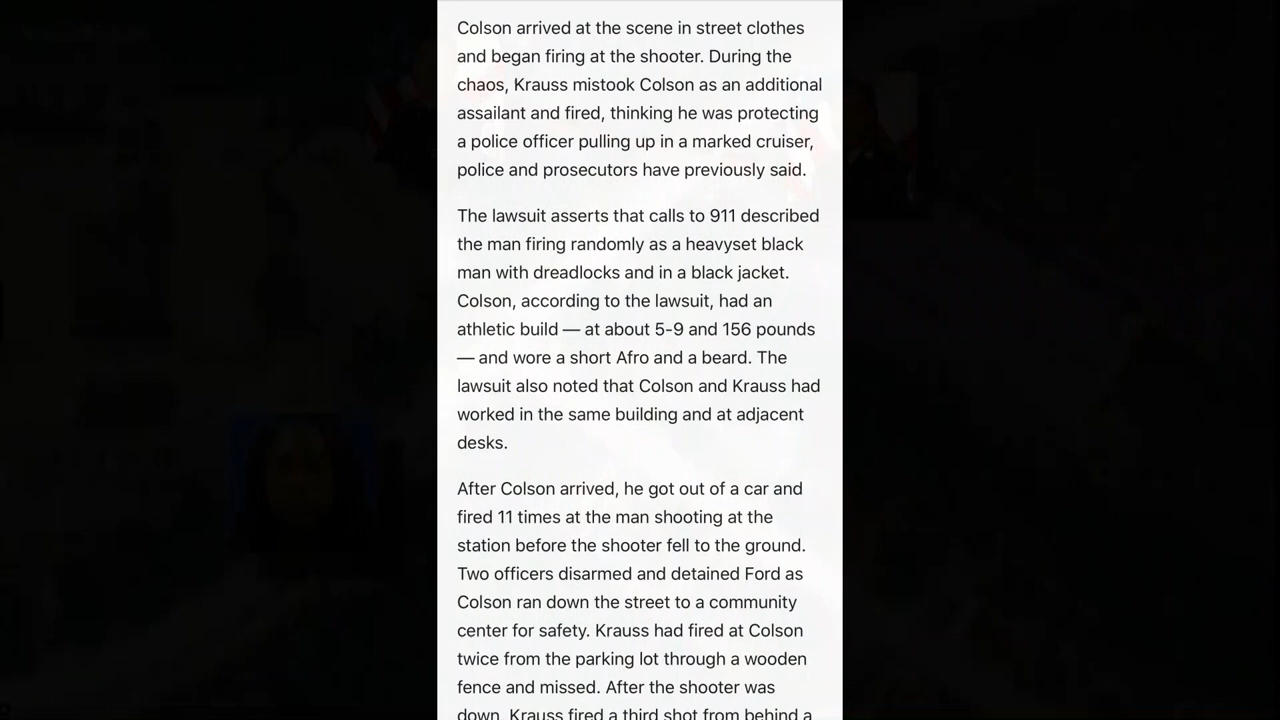 Colson arrived at the scene in street clothes
and began firing at the shooter. During the
chaos, Krauss mistook Colson as an additional
assailant and fired, thinking he was protecting
a police officer pulling up in a marked cruiser,
police and prosecutors have previously said.
The lawsuit asserts that calls to 911 described
the man firing randomly as a heavyset black
man with dreadlocks and in a black jacket.
Colson, according to the lawsuit, had an
athletic build — at about 5-9 and 156 pounds
— and wore a short Afro and a beard. The
lawsuit also noted that Colson and Krauss had
worked in the same building and at adjacent
desks.
After Colson arrived, he got out of a car and
fired 11 times at the man shooting at the
station before the shooter fell to the ground.
Two officers disarmed and detained Ford as
Colson ran down the street to a community
center for safety. Krauss had fired at Colson
twice from the parking lot through a wooden
fence and missed. After the shooter was
down, Krauss fired a third shot from behind a